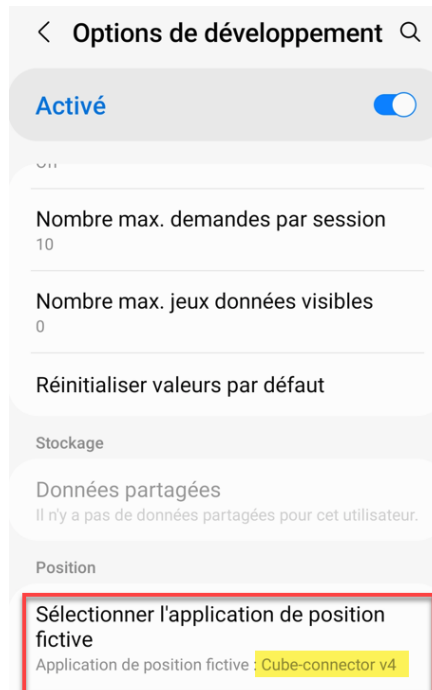 Options de développement
Activé
Nombre max. demandes par session
10
Nombre max. jeux données visibles
0
Réinitialiser valeurs par défaut
Stockage
Données partagées
Il n'y a pas de données partagées pour cet utilisateur.
Position
Sélectionner l'application de position
fictive
Application de position fictive : Cube-connector v4